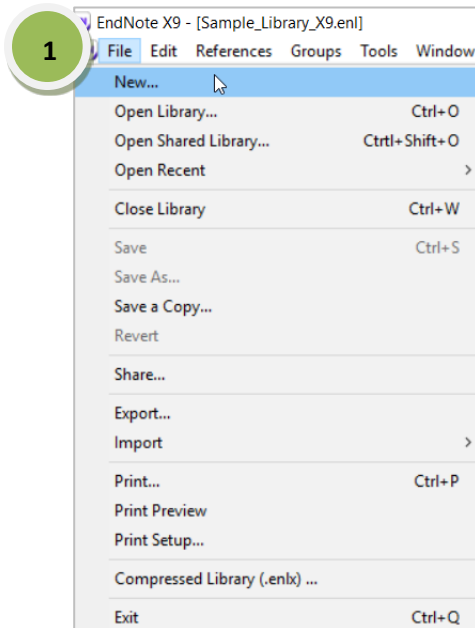 1
EndNote X9 - [Sample_Library_X9.enl]
File Edit References Groups Tools Window
New...
Open Library... Ctrl+O
Open Shared Library... Ctrtl+Shift+O
Open Recent >
Close Library Ctrl+W
Save Ctrl+S
Save As...
Save a Copy...
Revert
Share...
Export...
Import >
Print... Ctrl+P
Print Preview
Print Setup...
Compressed Library (.enlx) ...
Exit Ctrl+Q